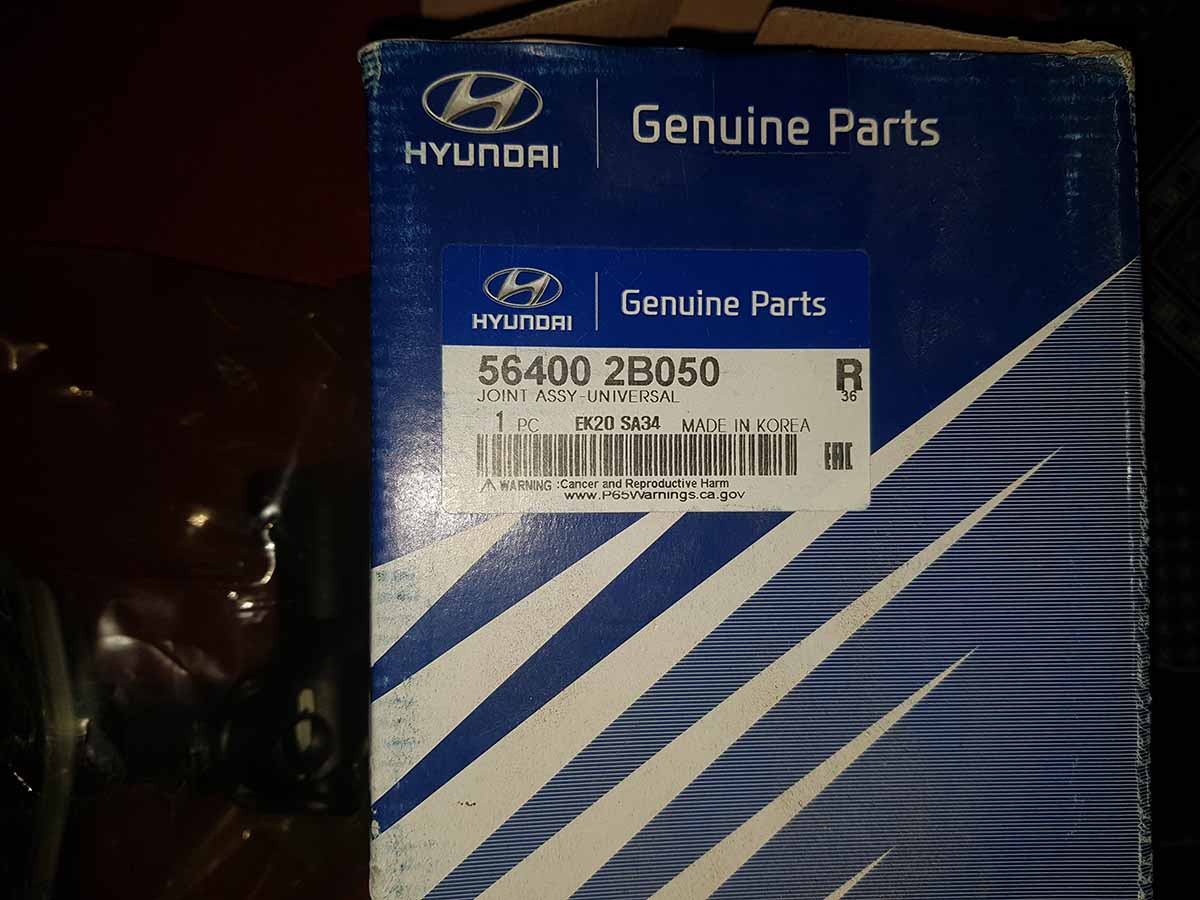 HYUNDAI
Genuine Parts
HYUNDAI
Genuine Parts
56400 2B050
R
36
JOINT ASSY-UNIVERSAL
1 PC EK20 SA34 MADE IN KOREA
EAC
WARNING :Cancer and Reproductive Harm
www.P65Warnings.ca.gov